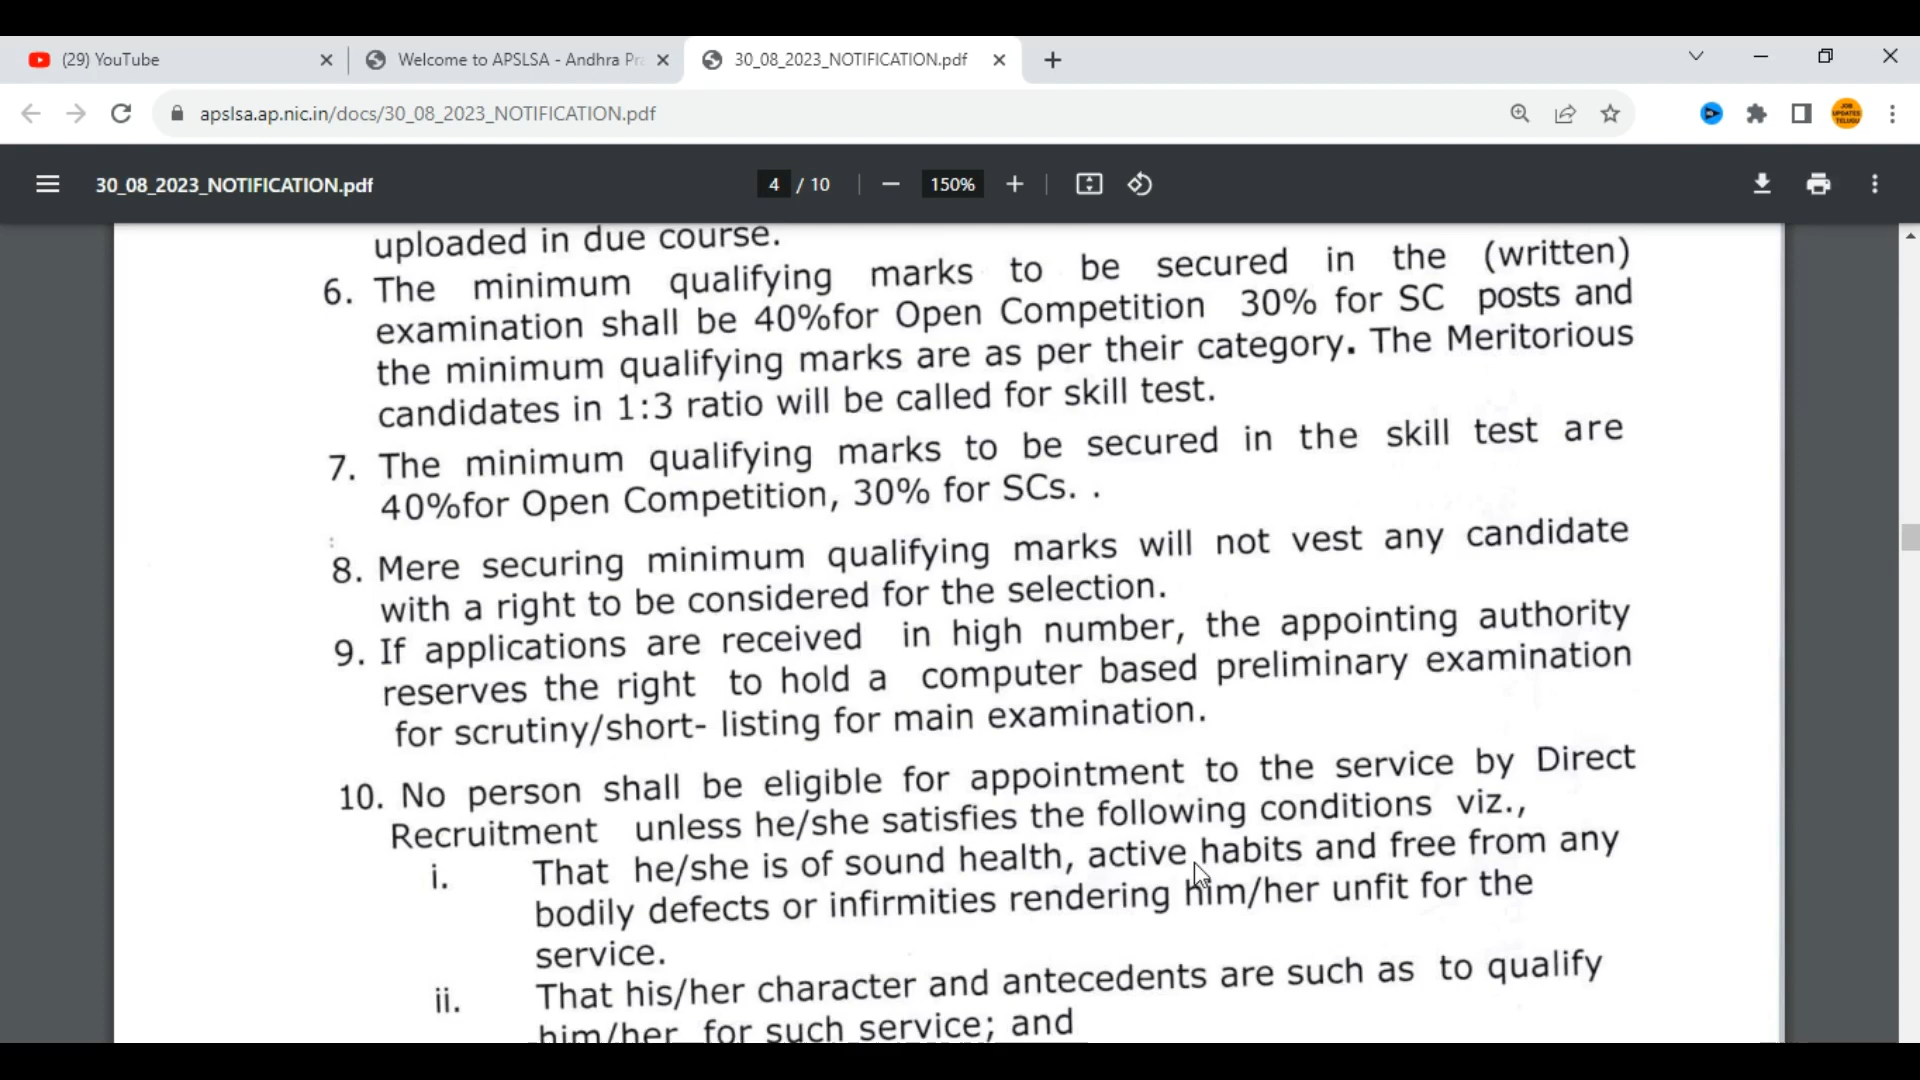 (29) YouTube
Welcome to APSLSA - Andhra Pra
30_08_2023_NOTIFICATION.pdf
apslsa.ap.nic.in/docs/30_08_2023_NOTIFICATION.pdf
JOB UPDATES TELUGU
30_08_2023_NOTIFICATION.pdf
4 / 10
150%
uploaded in due course.
6. The minimum qualifying marks to be secured in the (written)
examination shall be 40%for Open Competition 30% for SC posts and
the minimum qualifying marks are as per their category. The Meritorious
candidates in 1:3 ratio will be called for skill test.
7. The minimum qualifying marks to be secured in the skill test are
40%for Open Competition, 30% for SCs. .
8. Mere securing minimum qualifying marks will not vest any candidate
with a right to be considered for the selection.
9. If applications are received in high number, the appointing authority
reserves the right to hold a computer based preliminary examination
for scrutiny/short- listing for main examination.
10. No person shall be eligible for appointment to the service by Direct
Recruitment unless he/she satisfies the following conditions viz.,
i. That he/she is of sound health, active habits and free from any
bodily defects or infirmities rendering him/her unfit for the
service.
ii. That his/her character and antecedents are such as to qualify
him/her for such service; and